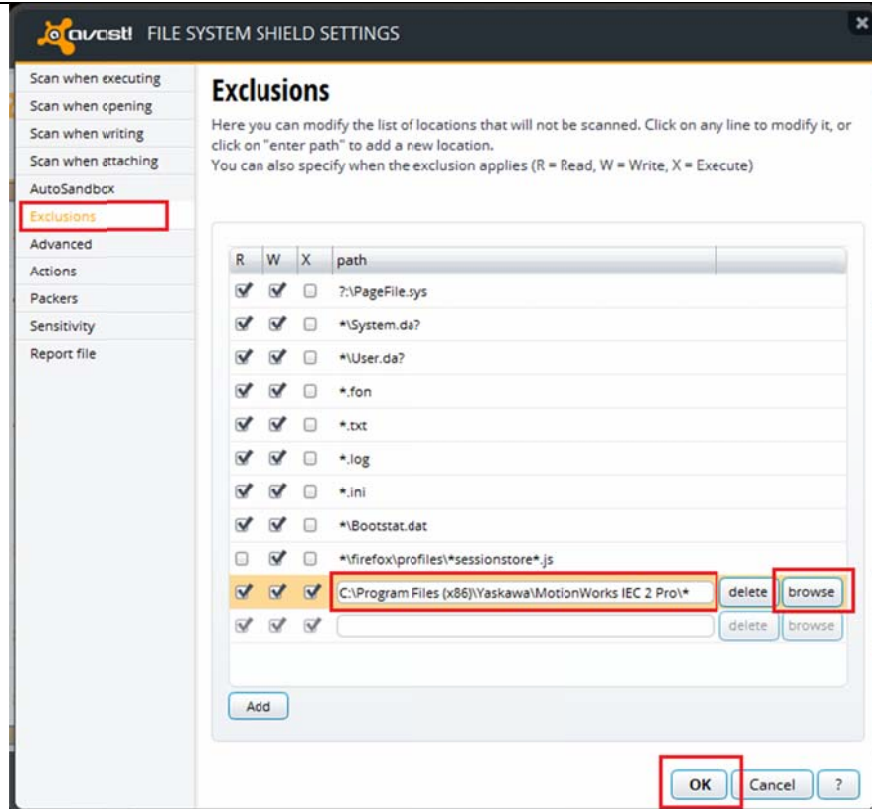 avast! FILE SYSTEM SHIELD SETTINGS
x
Scan when executing
Scan when opening
Scan when writing
Scan when attaching
AutoSandbox
Exclusions
Advanced
Actions
Packers
Sensitivity
Report file
Exclusions
Here you can modify the list of locations that will not be scanned. Click on any line to modify it, or
click on "enter path" to add a new location.
You can also specify when the exclusion applies (R = Read, W = Write, X = Execute)
R W X path
?:\PageFile.sys
*\System.da?
*\User.da?
*.fon
*.txt
*.log
*.ini
*\Bootstat.dat
*\firefox\profiles\*sessionstore*.js
C:\Program Files (x86)\Yaskawa\MotionWorks IEC 2 Pro\* delete browse
delete browse
Add
OK Cancel ?